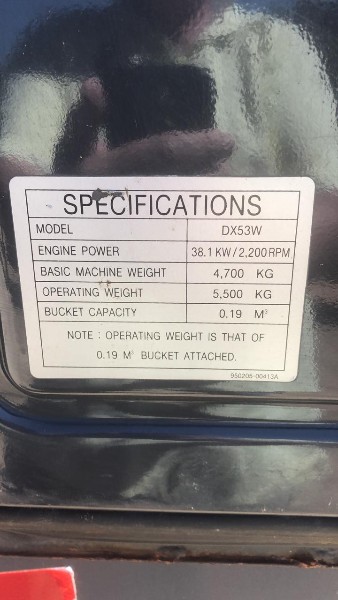 SPECIFICATIONS
MODEL DX53W
ENGINE POWER 38.1 KW / 2,200 RPM
BASIC MACHINE WEIGHT 4,700 KG
OPERATING WEIGHT 5,500 KG
BUCKET CAPACITY 0.19 M³
NOTE : OPERATING WEIGHT IS THAT OF
0.19 M³ BUCKET ATTACHED.
950205-00413A